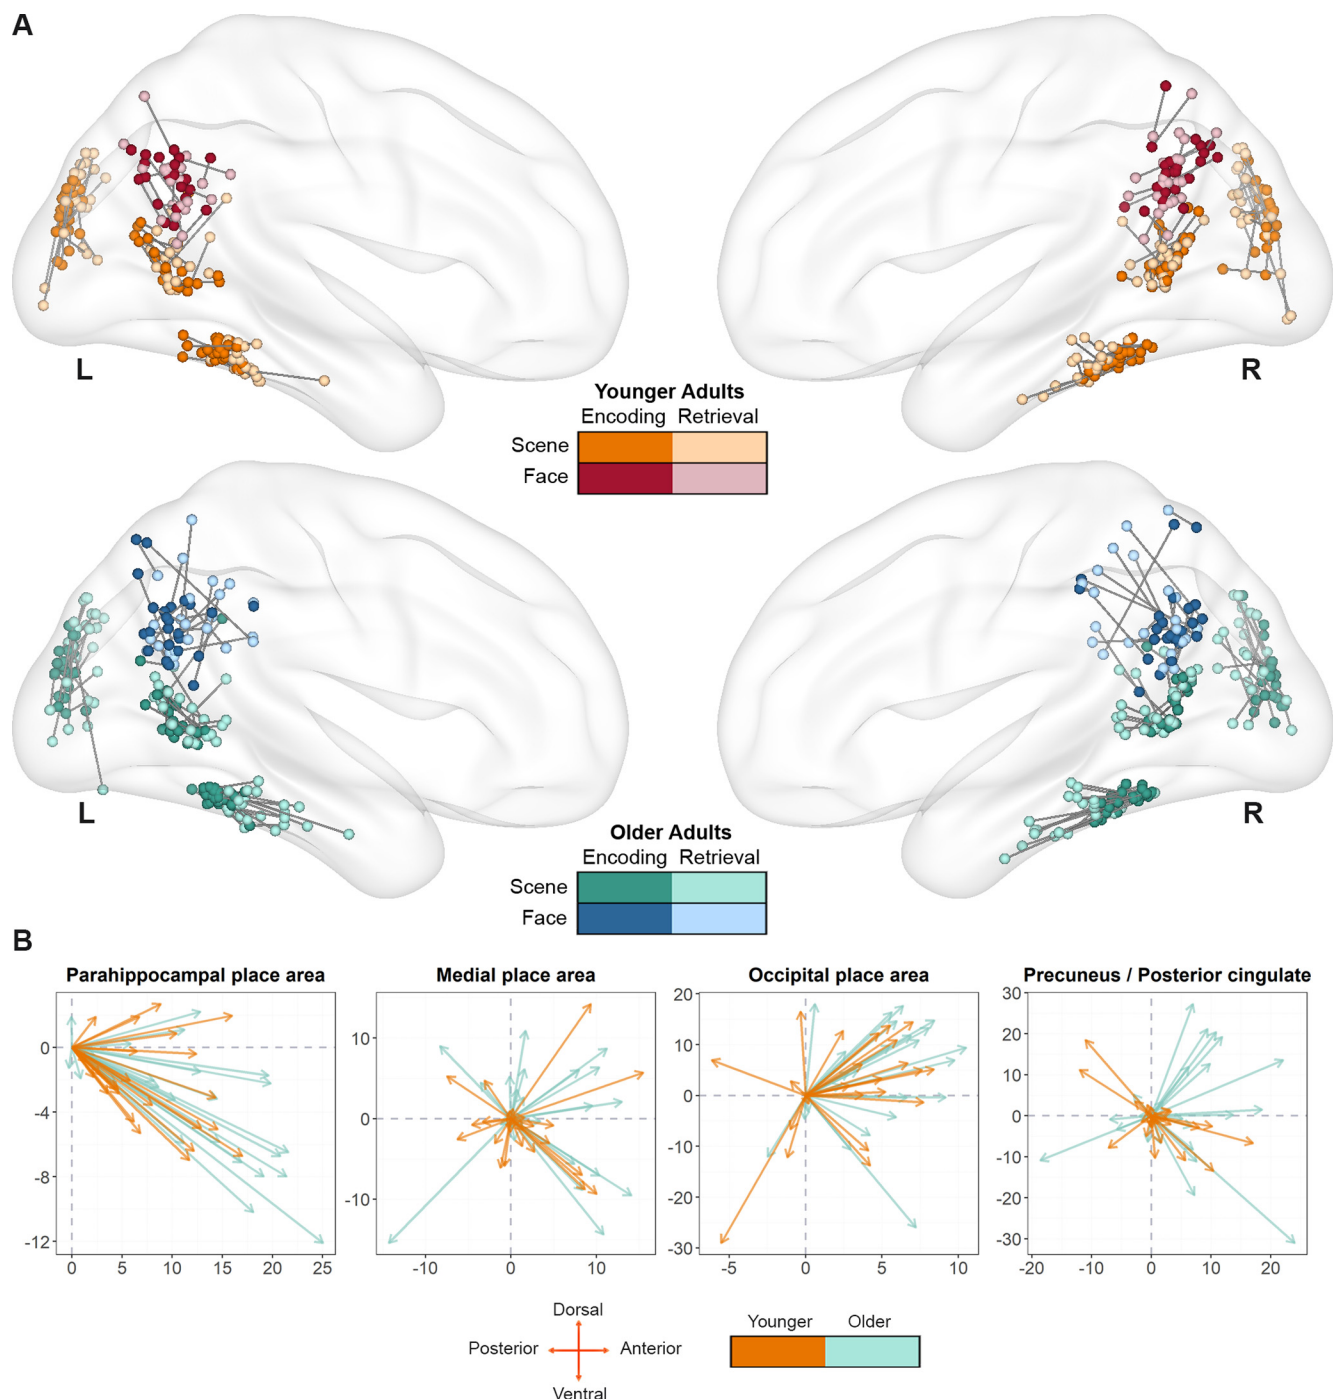 A
L
R
Younger Adults
Encoding Retrieval
Scene
Face
L
R
Older Adults
Encoding Retrieval
Scene
Face
B
Parahippocampal place area
Medial place area
Occipital place area
Precuneus / Posterior cingulate
0
-4
-8
-12
0 5 10 15 20 25
10
0
-10
-10 0 10
20
10
0
-10
-20
-30
-5 0 5 10
30
20
10
0
-10
-20
-30
-20 -10 0 10 20
Dorsal
Posterior Anterior
Ventral
Younger Older